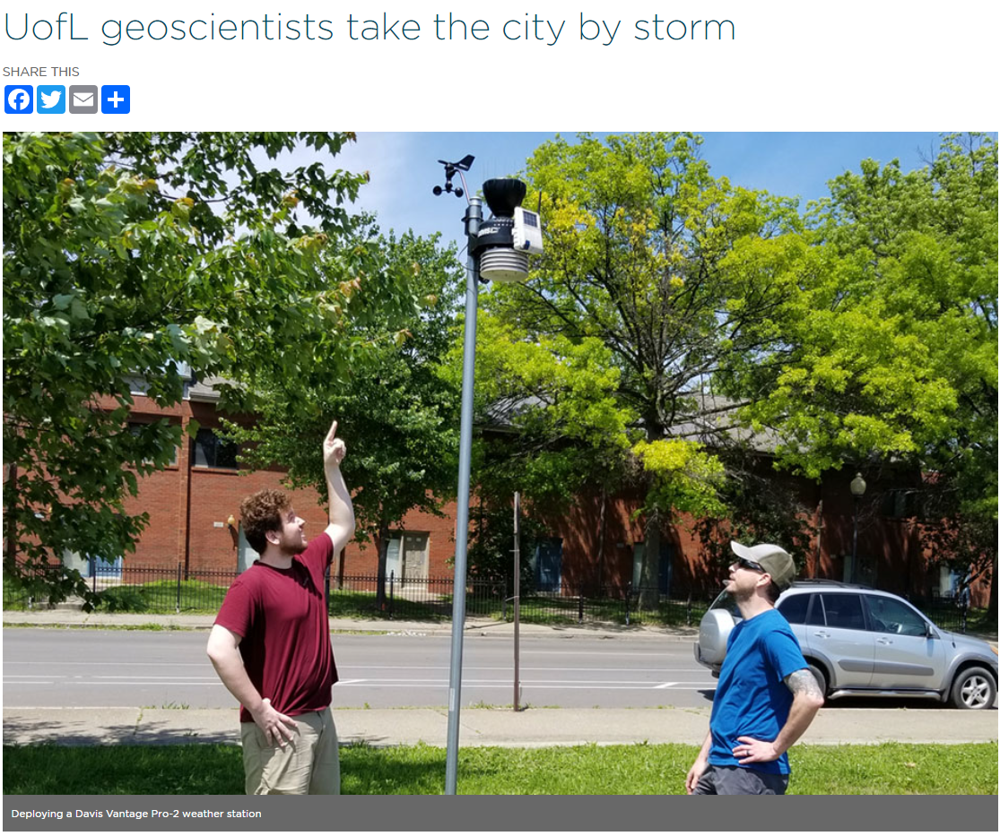 UofL geoscientists take the city by storm
SHARE THIS
Deploying a Davis Vantage Pro-2 weather station